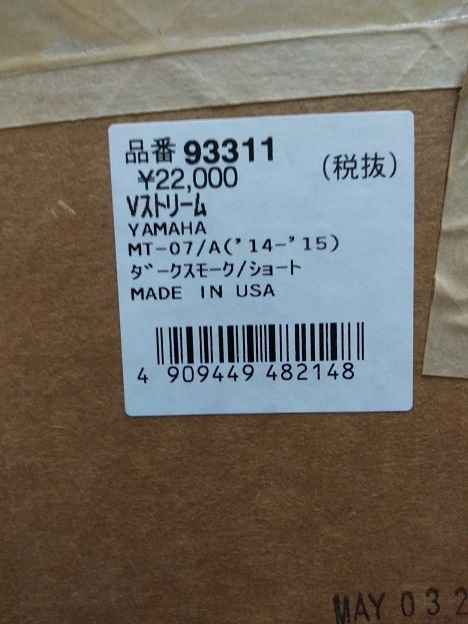 品番 93311
¥22,000 (税抜)
Vストリーム
YAMAHA
MT-07/A('14-'15)
ダークスモーク/ショート
MADE IN USA
4 909449 482148
MAY 03 2